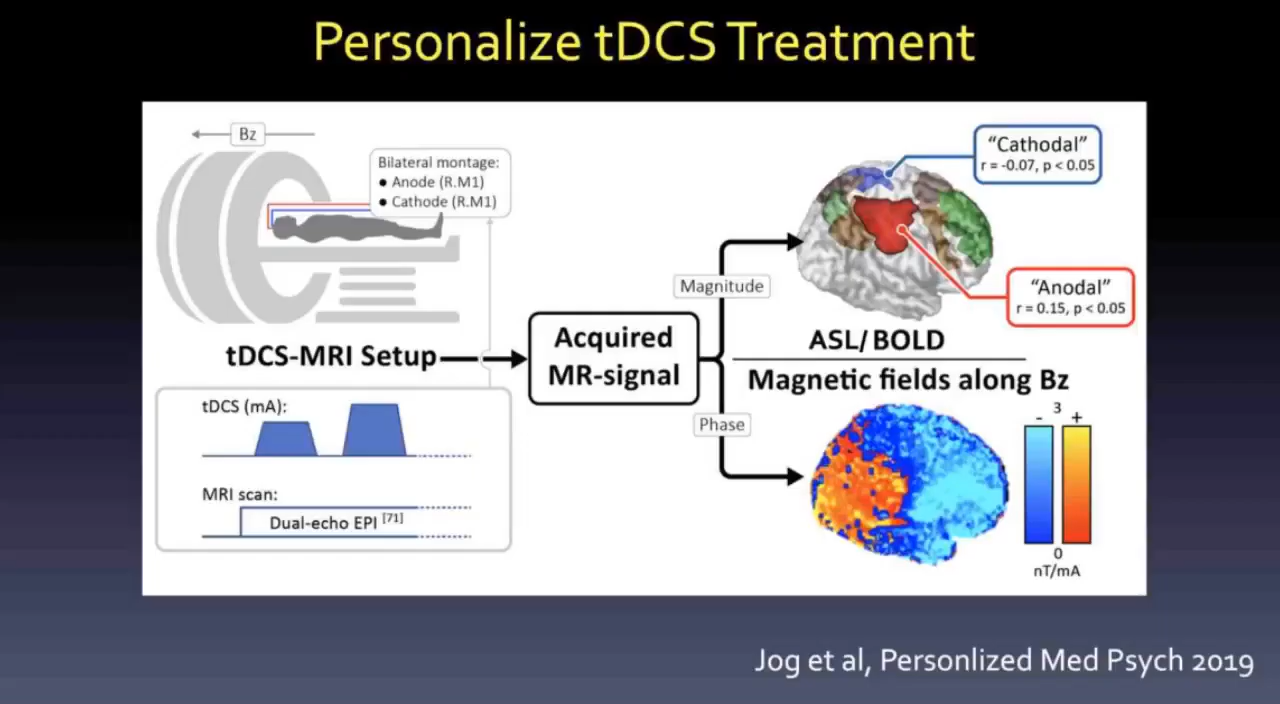 Personalize tDCS Treatment
Bz
Bilateral montage:
● Anode (R.M1)
● Cathode (R.M1)
tDCS-MRI Setup
tDCS (mA):
MRI scan:
Dual-echo EPI [71]
Acquired
MR-signal
Magnitude
Phase
"Cathodal"
r = -0.07, p < 0.05
"Anodal"
r = 0.15, p < 0.05
ASL/ BOLD
Magnetic fields along Bz
3
- +
0
nT/mA
Jog et al, Personlized Med Psych 2019